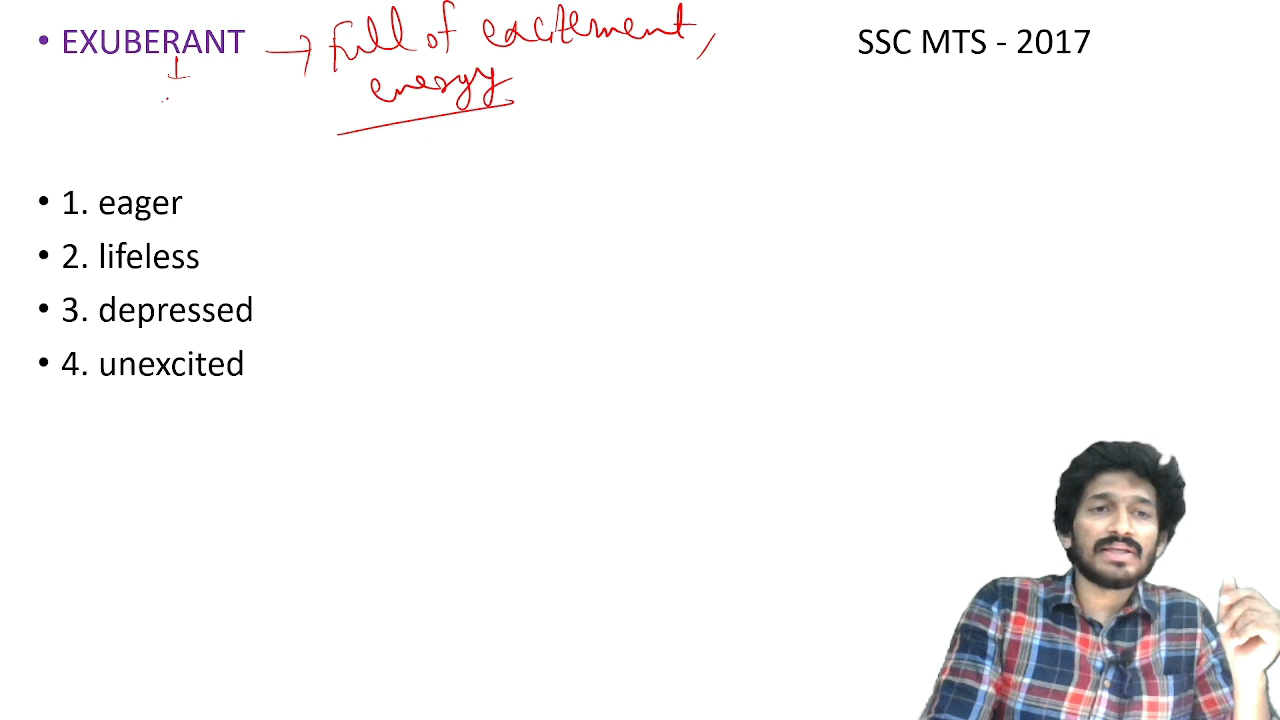 • EXUBERANT → full of excitement, SSC MTS - 2017
energy
• 1. eager
• 2. lifeless
• 3. depressed
• 4. unexcited